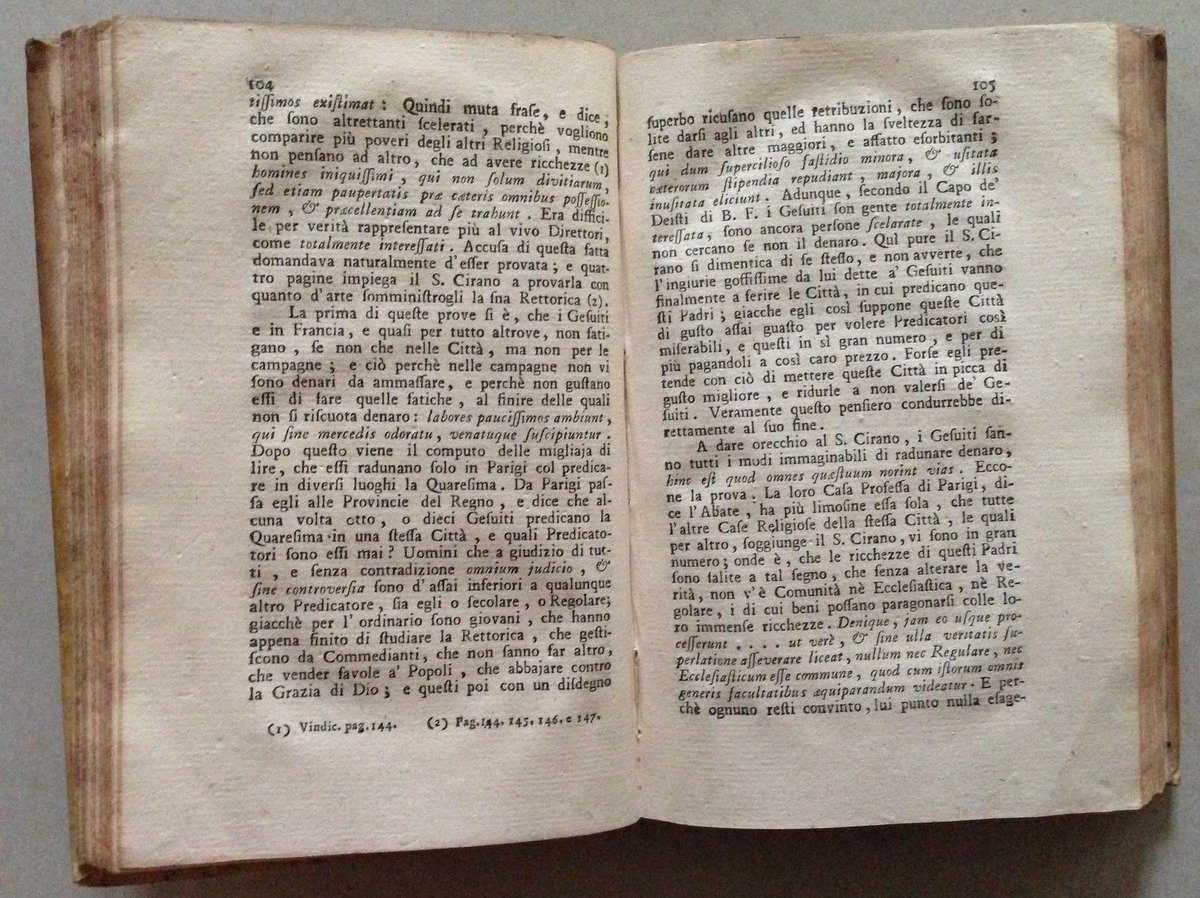 104
tissimos existimat : Quindi muta frase, e dice,
che sono altrettanti scelerati, perchè vogliono
comparire più poveri degli altri Religiosi, mentre
non pensano ad altro, che ad avere ricchezze (1)
homines iniquissimi, qui non solum divitiarum,
sed etiam paupertatis præ cæteris omnibus possessio-
nem, & præcellentiam ad se trahunt. Era diffici-
le per verità rappresentare più al vivo Direttori,
come totalmente interessati. Accusa di questa fatta
domandava naturalmente d'esser provata; e quat-
tro pagine impiega il S. Cirano a provarla con
quanto d'arte somministrogli la sna Rettorica (2).
La prima di queste prove si è, che i Gesuiti
e in Francia, e quasi per tutto altrove, non fati-
gano, se non che nelle Città, ma non per le
campagne; e ciò perchè nelle campagne non vi
sono denari da ammassare, e perchè non gustano
essi di fare quelle fatiche, al finire delle quali
non si riscuota denaro: labores paucissimos ambiunt,
qui sine mercedis odoratu, venatuque suscipiuntur.
Dopo questo viene il computo delle migliaja di
lire, che essi radunano solo in Parigi col predica-
re in diversi luoghi la Quaresima. Da Parigi pas-
sa egli alle Provincie del Regno, e dice che al-
cuna volta otto, o dieci Gesuiti predicano la
Quaresima in una stessa Città, e quali Predica-
tori sono essi mai? Uomini che a giudizio di tut-
ti, e senza contradizione omnium judicio, &
sine controversia sono d'assai inferiori a qualunque
altro Predicatore, sia egli o secolare, o Regolare;
giacchè per l'ordinario sono giovani, che hanno
appena finito di studiare la Rettorica, che gesti-
scono da Commedianti, che non sanno far altro,
che vender favole a' Popoli, che abbajare contro
la Grazia di Dio; e questi poi con un disdegno
(1) Vindic. pag. 144. (2) Pag. 144. 145. 146. e 147.
105
superbo ricusano quelle retribuzioni, che sono so-
lite darsi agli altri, ed hanno la sveltezza di far-
sene dare altre maggiori, e affatto esorbitanti;
qui dum supercilioso fastidio minora, & usitata
cæterorum stipendia repudiant, majora, & illis
inusitata eliciunt. Adunque, secondo il Capo de'
Deisti di B. F. i Gesuiti son gente totalmente in-
teressata, sono ancora persone scelarate, le quali
non cercano se non il denaro. Quì pure il S. Ci-
rano si dimentica di se stesso, e non avverte, che
l'ingiurie goffissime da lui dette a' Gesuiti vanno
finalmente a ferire le Città, in cui predicano que-
sti Padri; giacche egli così suppone queste Città
di gusto assai guasto per volere Predicatori così
miserabili, e questi in sì gran numero, e per di
più pagandoli a così caro prezzo. Forse egli pre-
tende con ciò di mettere queste Città in picca di
gusto migliore, e ridurle a non valersi de' Ge-
suiti. Veramente questo pensiero condurrebbe di-
rettamente al suo fine.
A dare orecchio al S. Cirano, i Gesuiti san-
no tutti i modi immaginabili di radunare denaro,
hinc est quod omnes quæstuum norint vias. Ecco-
ne la prova. La loro Casa Professa di Parigi, di-
ce l'Abate, ha più limosine essa sola, che tutte
l'altre Case Religiose della stessa Città, le quali
per altro, soggiunge il S. Cirano, vi sono in gran
numero; onde è, che le ricchezze di questi Padri
sono salite a tal segno, che senza alterare la ve-
rità, non v'è Comunità nè Ecclesiastica, nè Re-
golare, i di cui beni possano paragonarsi colle lo-
ro immense ricchezze. Denique, jam eo usque pro-
cesserunt .... ut verè, & sine ulla veritatis su-
perlatione asseverare liceat, nullum nec Regulare, nec
Ecclesiasticum esse commune, quod cum istorum omnis
generis facultatibus æquiparandum videatur. E per-
chè ognuno resti convinto, lui punto nulla esage-